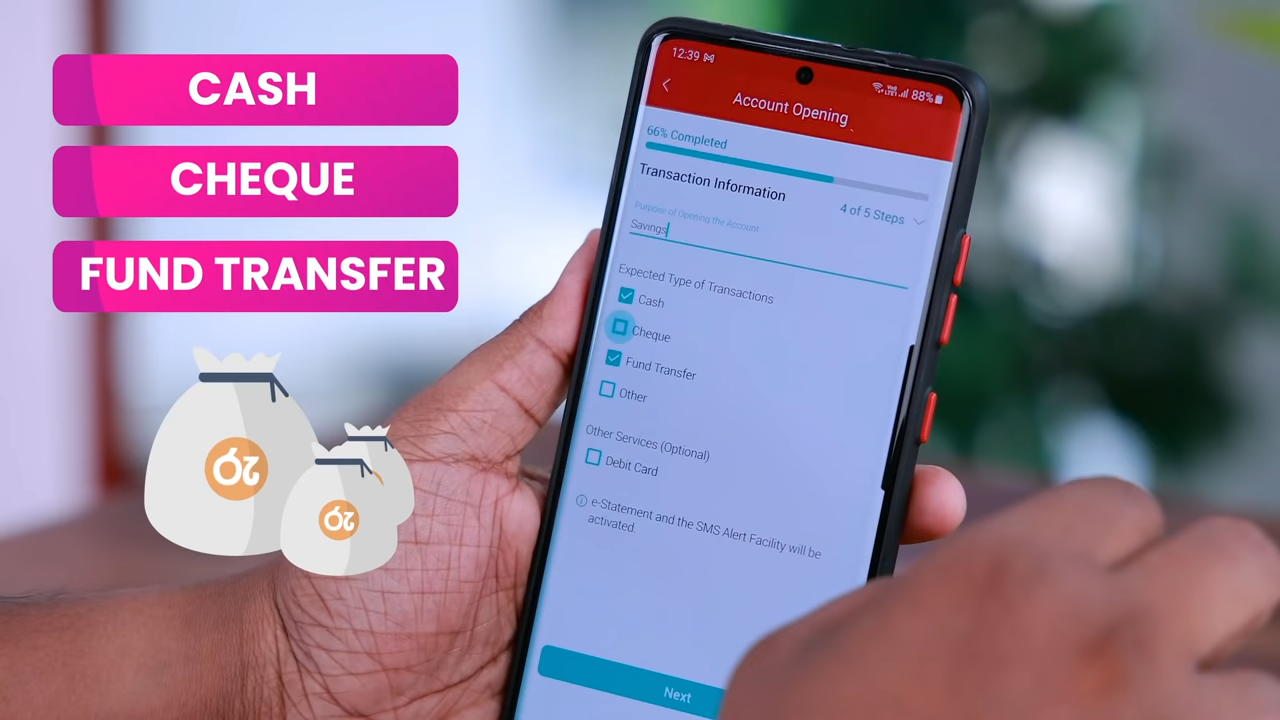 CASH
CHEQUE
FUND TRANSFER
රු
රු
12:39
88%
Account Opening
66% Completed
Transaction Information
4 of 5 Steps
Purpose of Opening the Account
Savings
Expected Type of Transactions
Cash
Cheque
Fund Transfer
Other
Other Services (Optional)
Debit Card
e-Statement and the SMS Alert Facility will be
activated.
Next